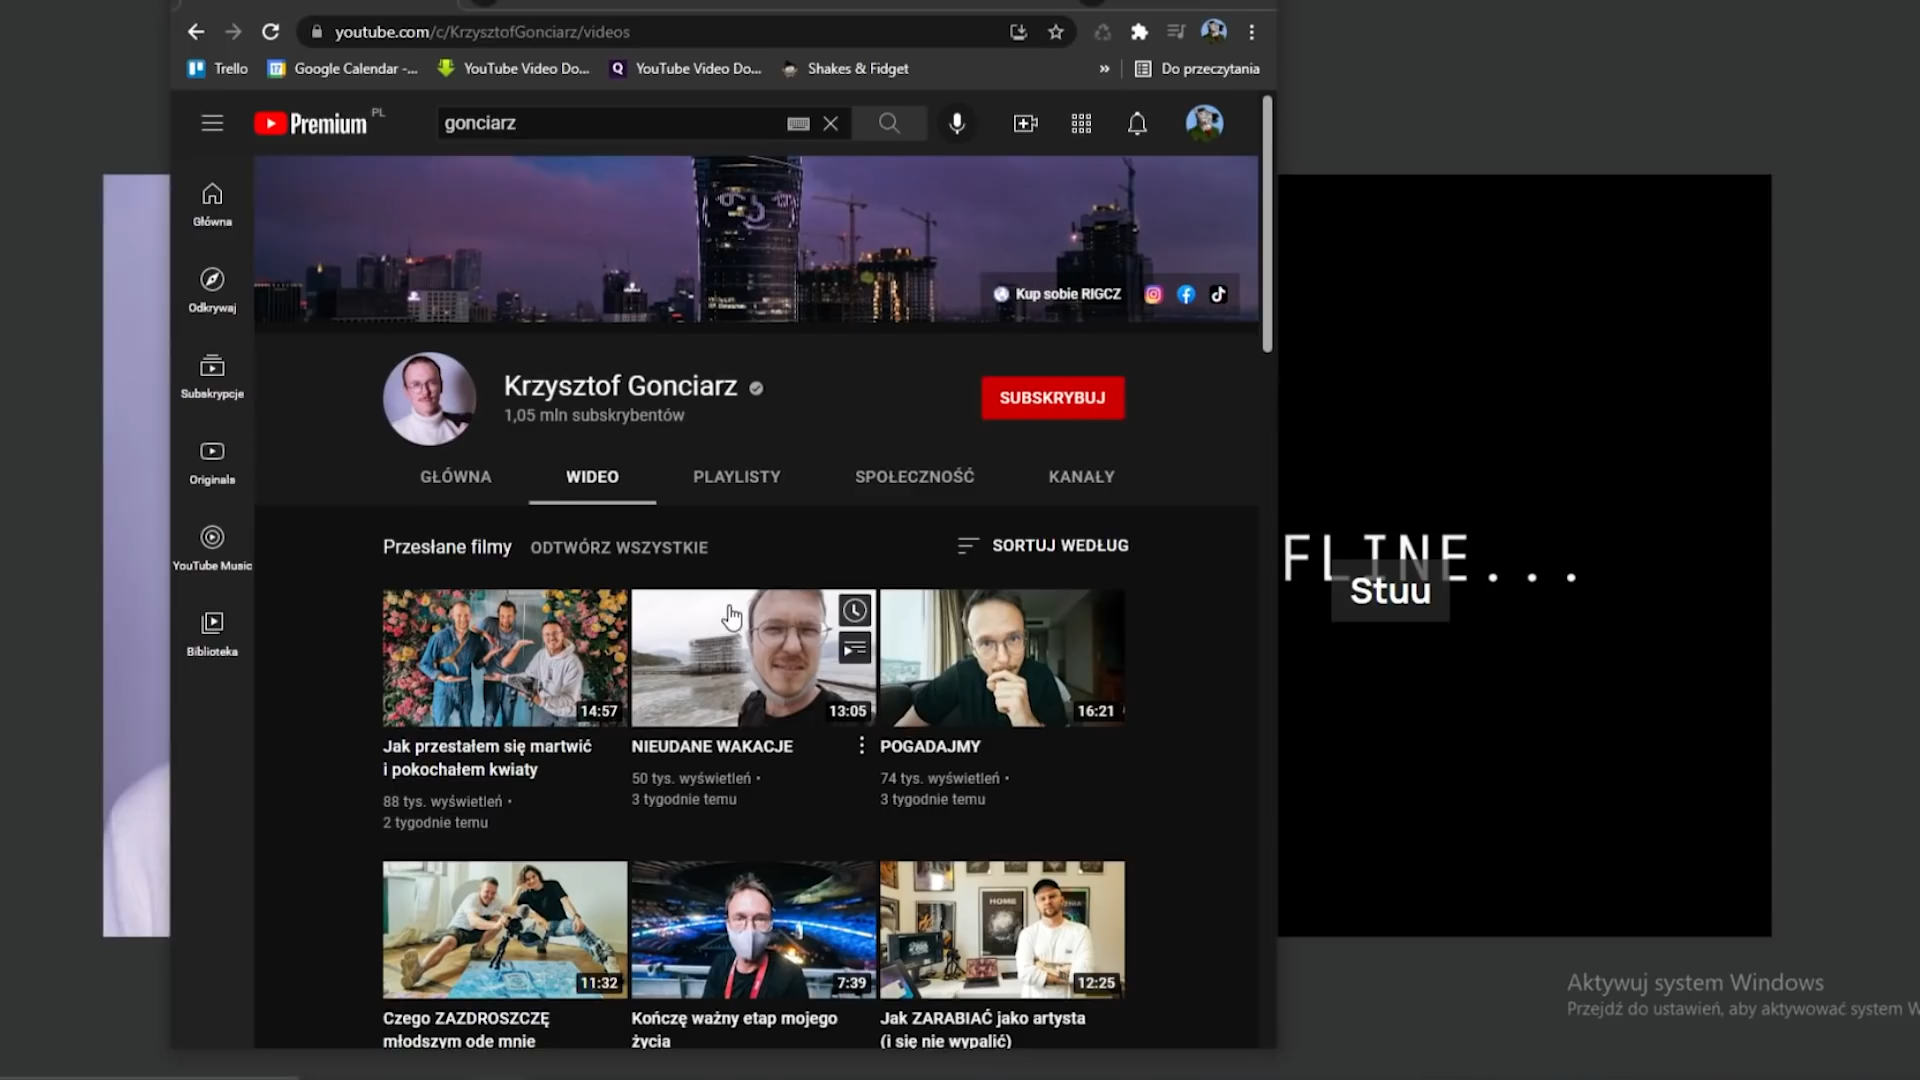 youtube.com/c/KrzysztofGonciarz/videos
Trello
Google Calendar -...
YouTube Video Do...
YouTube Video Do...
Shakes & Fidget
»
Do przeczytania
Premium PL
gonciarz
Główna
Odkrywaj
Subskrypcje
Originals
YouTube Music
Biblioteka
Kup sobie RIGCZ
Krzysztof Gonciarz
1,05 mln subskrybentów
SUBSKRYBUJ
GŁÓWNA
WIDEO
PLAYLISTY
SPOŁECZNOŚĆ
KANAŁY
Przesłane filmy
ODTWÓRZ WSZYSTKIE
SORTUJ WEDŁUG
14:57
13:05
16:21
Jak przestałem się martwić
i pokochałem kwiaty
88 tys. wyświetleń •
2 tygodnie temu
NIEUDANE WAKACJE
50 tys. wyświetleń •
3 tygodnie temu
POGADAJMY
74 tys. wyświetleń •
3 tygodnie temu
HOME
11:32
7:39
12:25
Czego ZAZDROSZCZĘ
młodszym ode mnie
Kończę ważny etap mojego
życia
Jak ZARABIAĆ jako artysta
(i się nie wypalić)
FLINE...
Stuu
Aktywuj system Windows
Przejdź do ustawień, aby aktywować system W